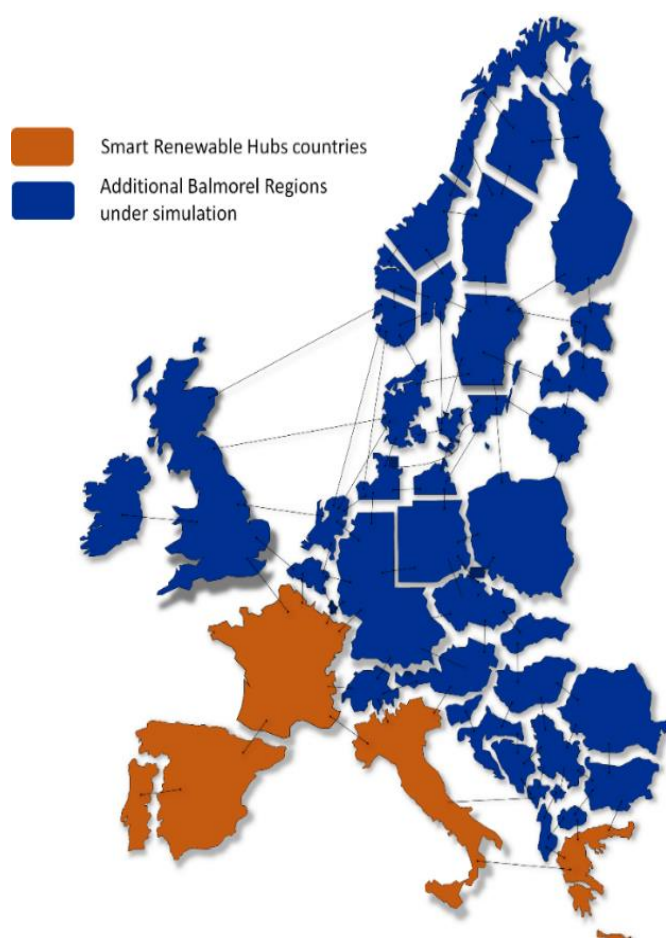 Smart Renewable Hubs countries
Additional Balmorel Regions
under simulation